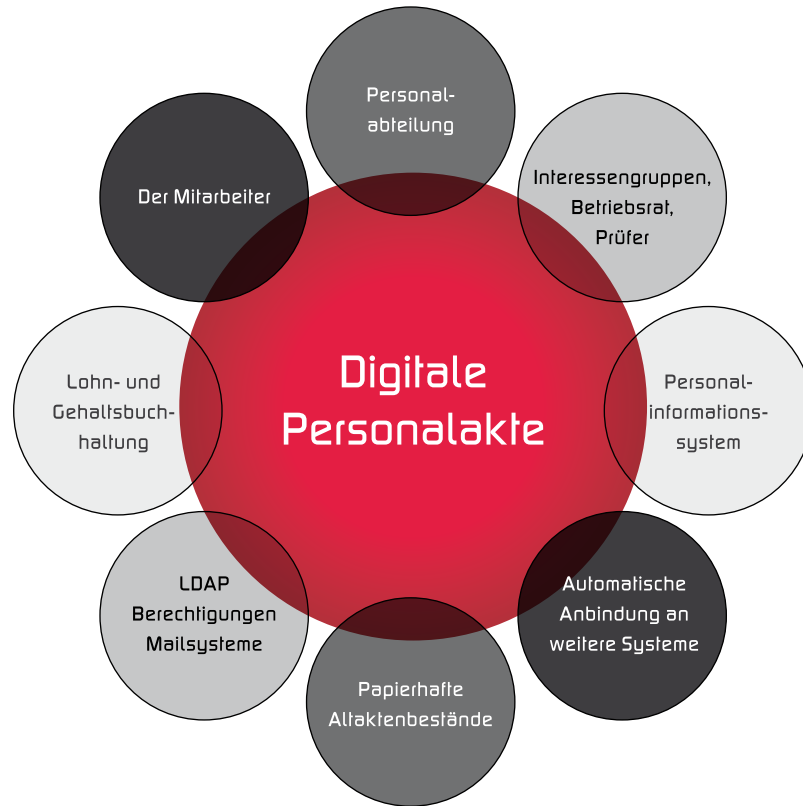 Personal-
abteilung
Interessengruppen,
Betriebsrat,
Prüfer
Der Mitarbeiter
Digitale
Personalakte
Lohn- und
Gehaltsbuch-
haltung
Personal-
informations-
system
LDAP
Berechtigungen
Mailsysteme
Automatische
Anbindung an
weitere Systeme
Papierhafte
Altaktenbestände